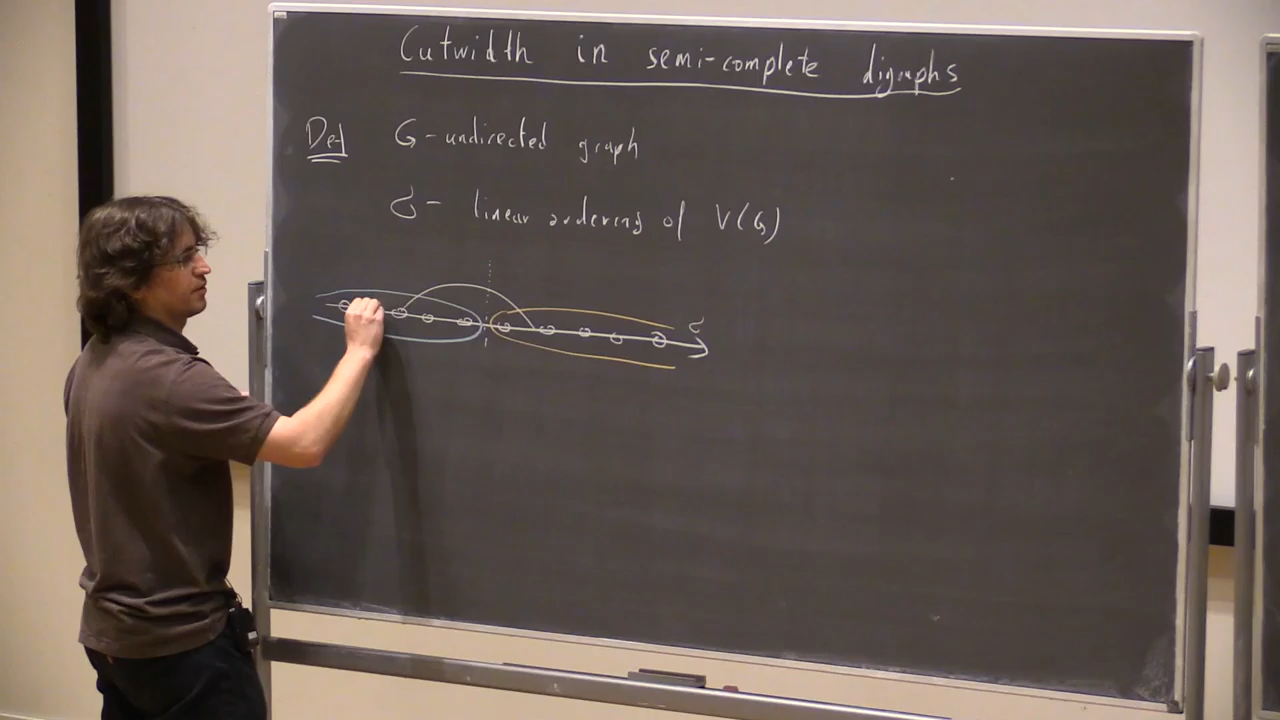 Cutwidth in semi-complete digraphs
Def G - undirected graph
σ - linear ordering of V(G)
σ